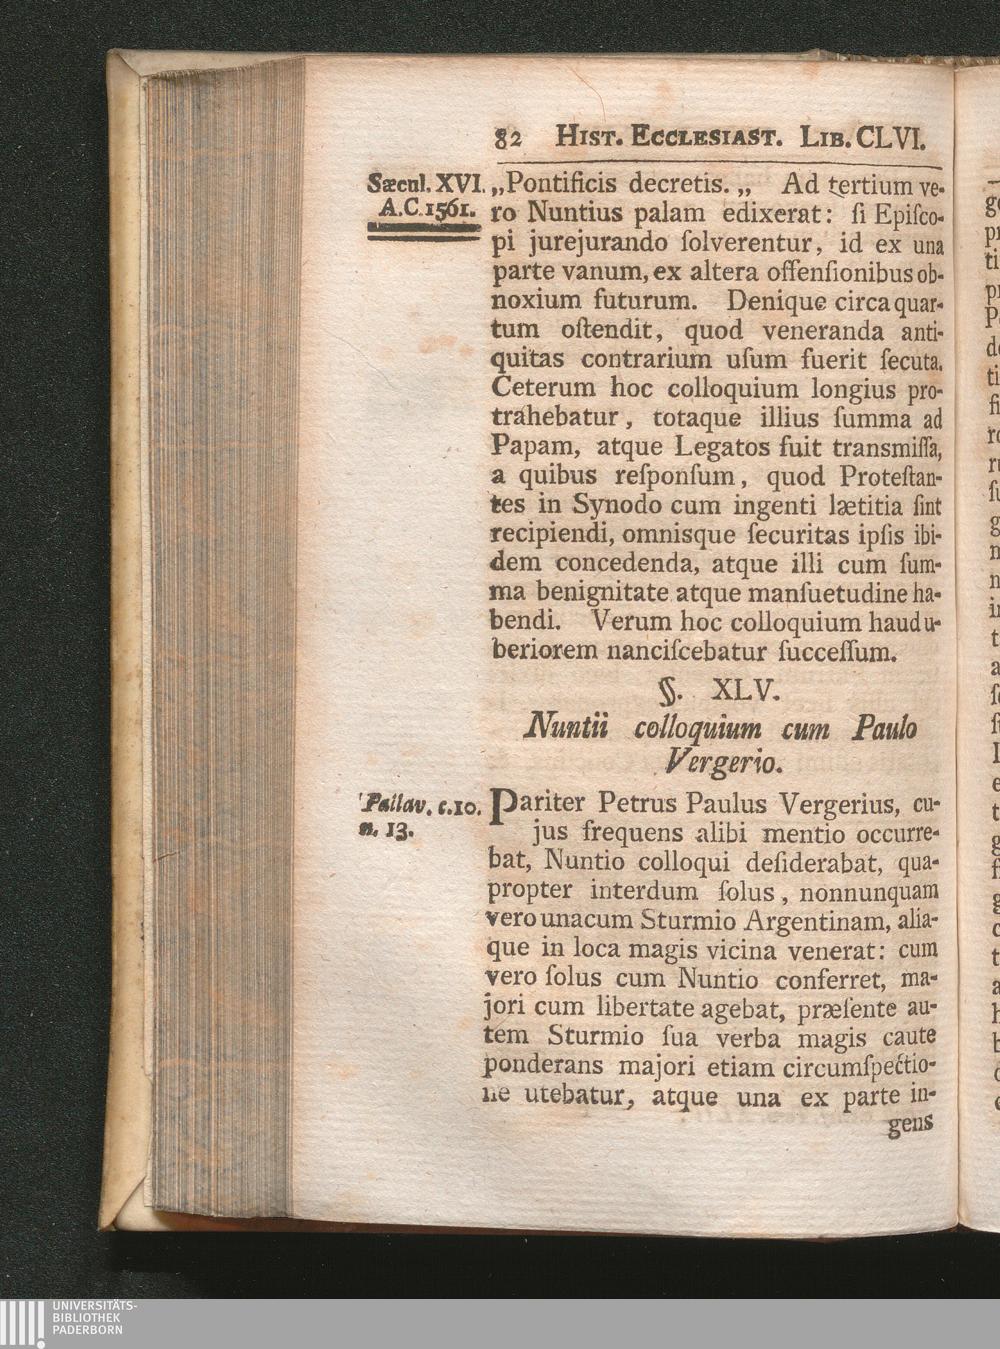 82 HIST. ECCLESIAST. LIB. CLVI.
Sæcul. XVI.
A.C. 1561.
„Pontificis decretis. „ Ad tertium ve-
ro Nuntius palam edixerat: ſi Epiſco-
pi jurejurando ſolverentur, id ex una
parte vanum, ex altera offenſionibus ob-
noxium futurum. Denique circa quar-
tum oſtendit, quod veneranda anti-
quitas contrarium uſum fuerit ſecuta.
Ceterum hoc colloquium longius pro-
trahebatur, totaque illius ſumma ad
Papam, atque Legatos fuit transmiſſa,
a quibus reſponſum, quod Proteſtan-
tes in Synodo cum ingenti lætitia ſint
recipiendi, omnisque ſecuritas ipſis ibi-
dem concedenda, atque illi cum ſum-
ma benignitate atque manſuetudine ha-
bendi. Verum hoc colloquium haud u-
beriorem nanciſcebatur ſucceſſum.
§. XLV.
Nuntii colloquium cum Paulo
Vergerio.
Pallav. c. 10.
n. 13.
Pariter Petrus Paulus Vergerius, cu-
jus frequens alibi mentio occurre-
bat, Nuntio colloqui deſiderabat, qua-
propter interdum ſolus, nonnunquam
vero unacum Sturmio Argentinam, alia-
que in loca magis vicina venerat: cum
vero ſolus cum Nuntio conferret, ma-
jori cum libertate agebat, præſente au-
tem Sturmio ſua verba magis caute
ponderans majori etiam circumſpectio-
ne utebatur, atque una ex parte in-
gens
UNIVERSITÄTS-
BIBLIOTHEK
PADERBORN